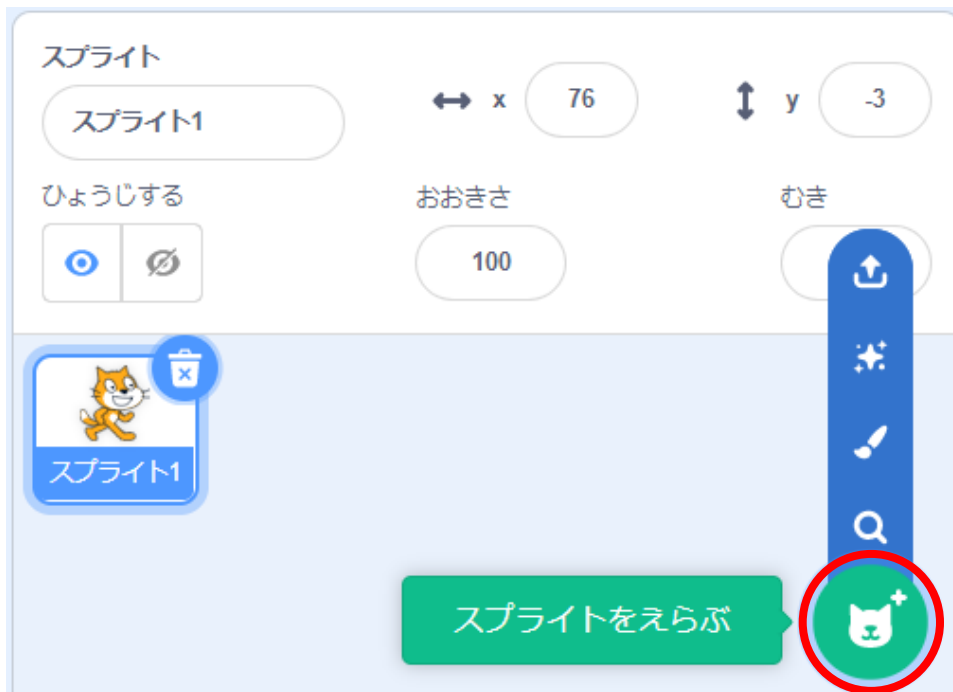 スプライト
スプライト1
x 76
y -3
ひょうじする
おおきさ
むき
100
スプライト1
スプライトをえらぶ